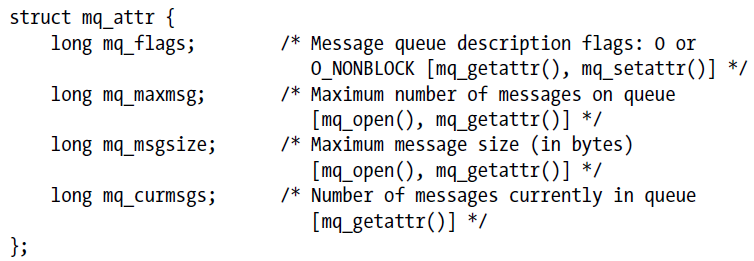 struct mq_attr {
    long mq_flags;        /* Message queue description flags: 0 or
                             O_NONBLOCK [mq_getattr(), mq_setattr()] */
    long mq_maxmsg;       /* Maximum number of messages on queue
                             [mq_open(), mq_getattr()] */
    long mq_msgsize;      /* Maximum message size (in bytes)
                             [mq_open(), mq_getattr()] */
    long mq_curmsgs;      /* Number of messages currently in queue
                             [mq_getattr()] */
};